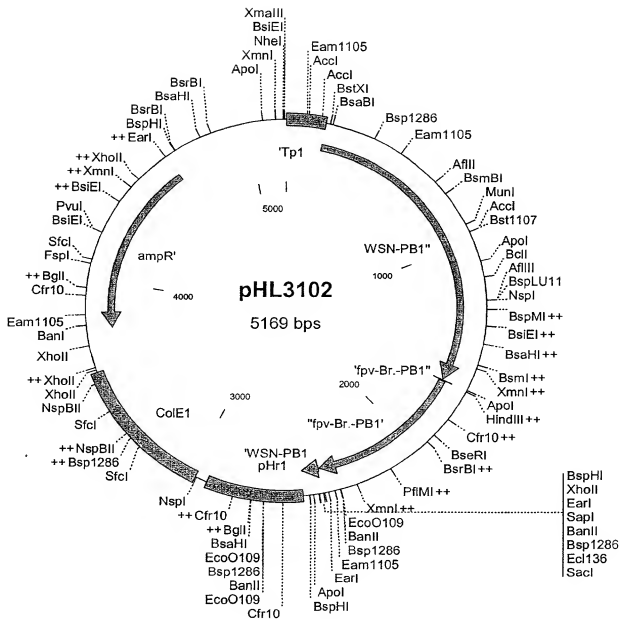 XmaIII
BsiEI
NheI
XmnI
ApoI
BsrBI
BsaHI
BsrBI
BspHI
++EarI
++XhoII
++XmnI
++BsiEI
PvuI
BsiEI
SfcI
FspI
++BglI
Cfr10
Eam1105
BanI
XhoII
++XhoII
XhoII
NspBII
SfcI
++NspBII
++Bsp1286
SfcI
NspI
++Cfr10
++BglI
BsaHI
EcoO109
Bsp1286
BanII
EcoO109
Cfr10
Eam1105
AccI
AccI
BstXI
BsaBI
Bsp1286
Eam1105
AflII
BsmBI
MunI
AccI
Bst1107
ApoI
BclI
AflIII
BspLU11
NspI
BspMI++
BsiEI++
BsaHI++
BsmI++
XmnI++
ApoI
HindIII++
Cfr10++
BseRI
BsrBI++
PflMI++
XmnI++
EcoO109
BanII
Bsp1286
Eam1105
EarI
ApoI
BspHI
BspHI
XhoII
EarI
SapI
BanII
Bsp1286
Ecl136
SacI
'Tp1
WSN-PB1"
'fpv-Br.-PB1"
"fpv-Br.-PB1'
'WSN-PB1
pHr1
ColE1
ampR'
5000
1000
2000
3000
4000
pHL3102
5169 bps